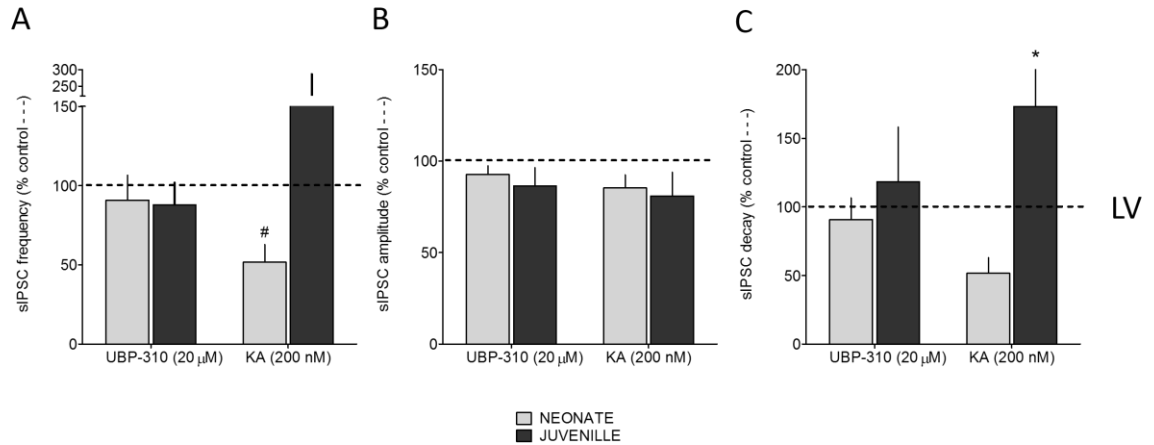 A
B
C
sIPSC frequency (% control - - -)
300
250
150
100
50
0
#
UBP-310 (20 μM)
KA (200 nM)
sIPSC amplitude (% control - - -)
150
100
50
0
UBP-310 (20 μM)
KA (200 nM)
sIPSC decay (% control - - -)
200
150
100
50
0
*
UBP-310 (20 μM)
KA (200 nM)
LV
NEONATE
JUVENILLE